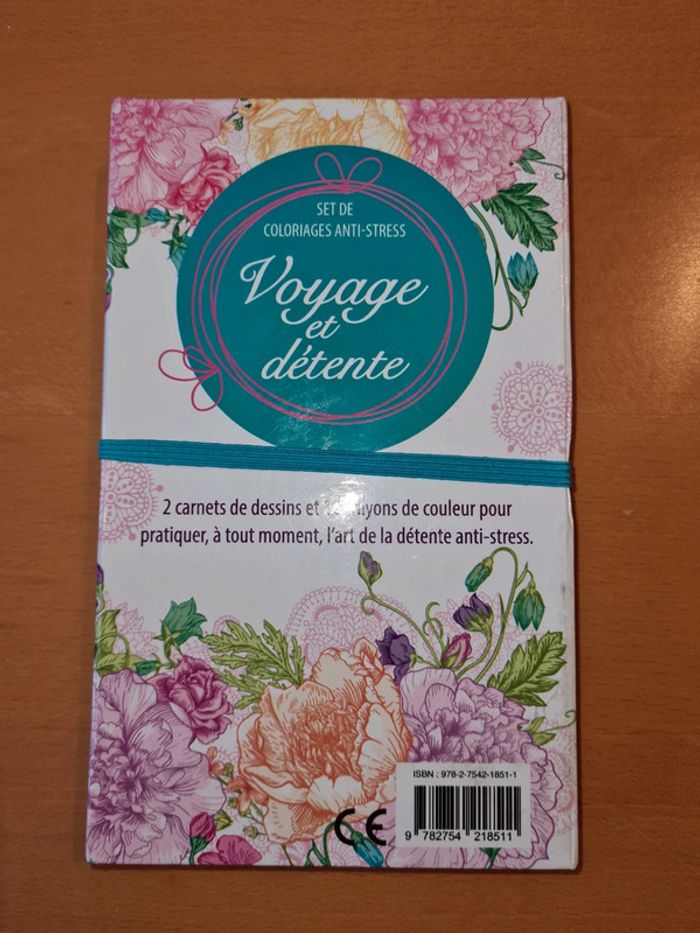 SET DE
COLORIAGES ANTI-STRESS
Voyage
et
détente
2 carnets de dessins et crayons de couleur pour
pratiquer, à tout moment, l'art de la détente anti-stress.
ISBN : 978-2-7542-1851-1
CE
9 782754 218511